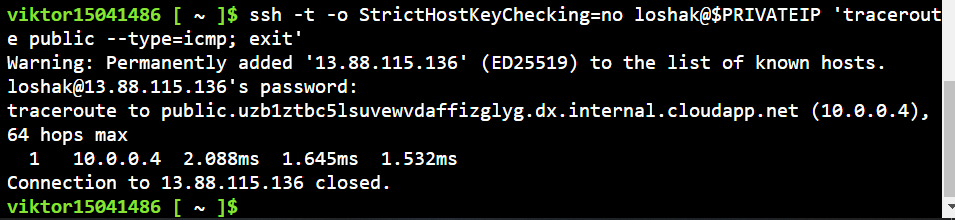 viktor15041486 [ ~ ]$ ssh -t -o StrictHostKeyChecking=no loshak@$PRIVATEIP 'tracerout
e public --type=icmp; exit'
Warning: Permanently added '13.88.115.136' (ED25519) to the list of known hosts.
loshak@13.88.115.136's password:
traceroute to public.uzb1ztbc5lsuvewvdaffizglyg.dx.internal.cloudapp.net (10.0.0.4),
64 hops max
  1   10.0.0.4  2.088ms  1.645ms  1.532ms
Connection to 13.88.115.136 closed.
viktor15041486 [ ~ ]$